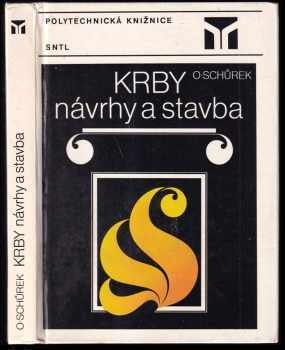 POLYTECHNICKÁ KNIŽNICE
SNTL
KRBY
O·SCHŮREK
návrhy a stavba
O·SCHŮREK KRBY návrhy a stavba